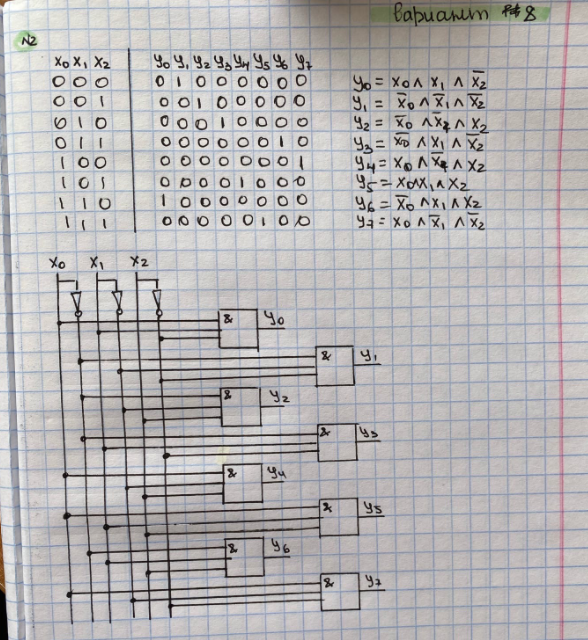 вариант №8
№2
x₀ x₁ x₂ y₀ y₁ y₂ y₃ y₄ y₅ y₆ y₇
0 0 0 0 1 0 0 0 0 0 0 y₀ = x₀ ∧ x₁ ∧ x̅₂
0 0 1 0 0 1 0 0 0 0 0 y₁ = x̅₀ ∧ x̅₁ ∧ x̅₂
0 1 0 0 0 0 1 0 0 0 0 y₂ = x̅₀ ∧ x̅₁ ∧ x₂
0 1 1 0 0 0 0 0 0 1 0 y₃ = x̅₀ ∧ x₁ ∧ x̅₂
1 0 0 0 0 0 0 0 0 0 1 y₄ = x₀ ∧ x̅₁ ∧ x₂
1 0 1 0 0 0 0 1 0 0 0 y₅ = x₀ ∧ x₁ ∧ x₂
1 1 0 1 0 0 0 0 0 0 0 y₆ = x̅₀ ∧ x₁ ∧ x₂
1 1 1 0 0 0 0 0 1 0 0 y₇ = x₀ ∧ x̅₁ ∧ x̅₂
x₀ x₁ x₂
& y₀
& y₁
& y₂
& y₃
& y₄
& y₅
& y₆
& y₇